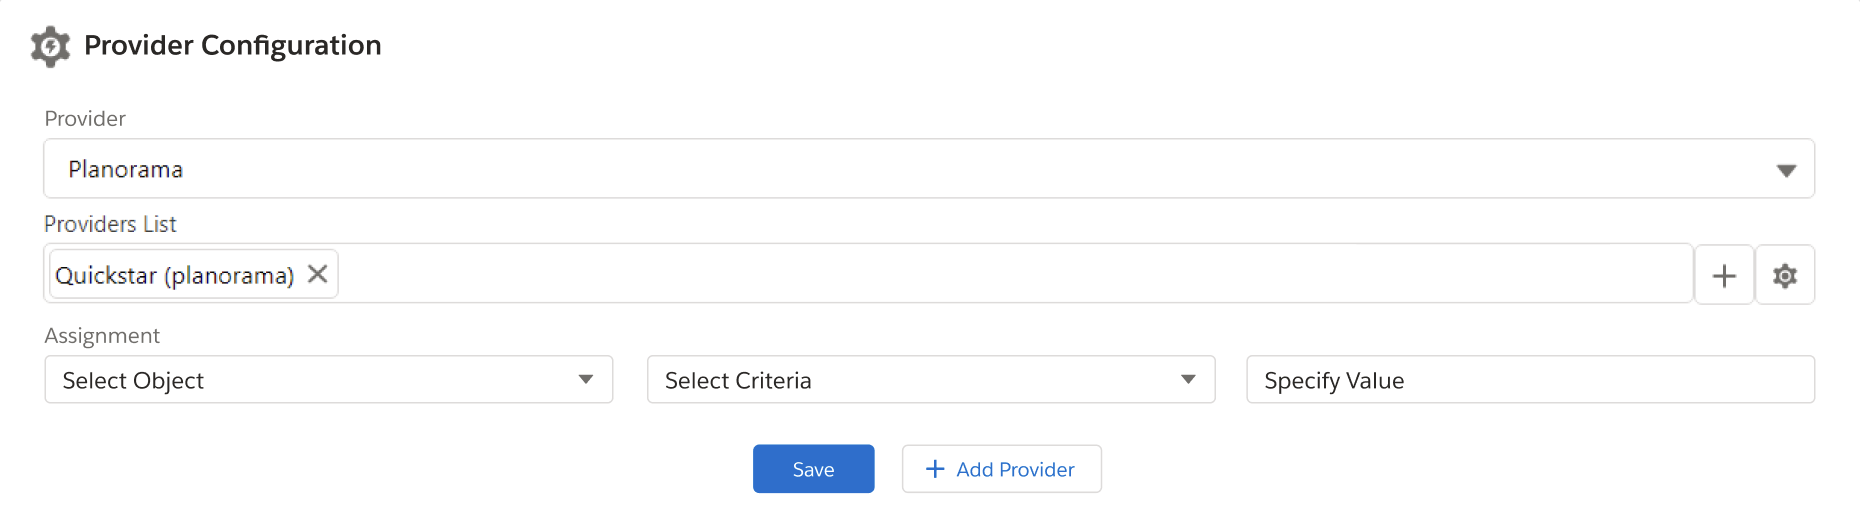 Provider Configuration
Provider
Planorama
Providers List
Quickstar (planorama)
Assignment
Select Object
Select Criteria
Specify Value
Save
Add Provider